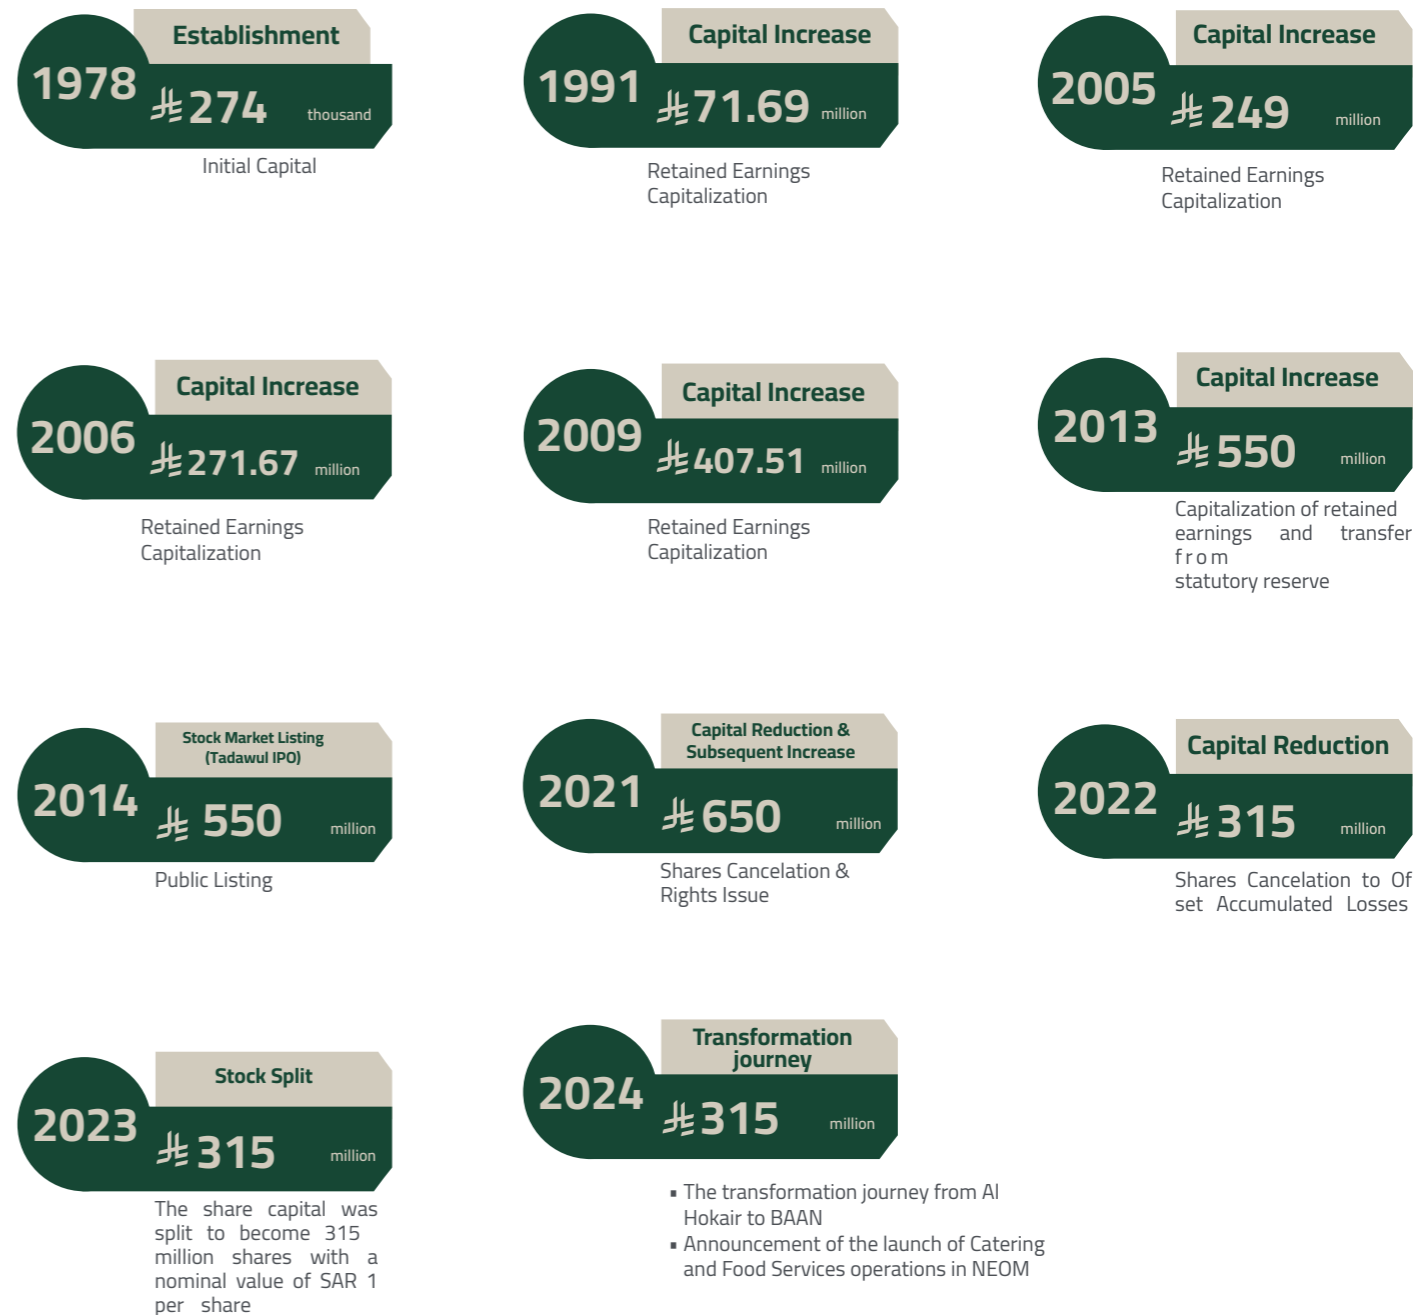 Establishment
1978
⃁ 274 thousand
Initial Capital
Capital Increase
1991
⃁ 71.69 million
Retained Earnings
Capitalization
Capital Increase
2005
⃁ 249 million
Retained Earnings
Capitalization
Capital Increase
2006
⃁ 271.67 million
Retained Earnings
Capitalization
Capital Increase
2009
⃁ 407.51 million
Retained Earnings
Capitalization
Capital Increase
2013
⃁ 550 million
Capitalization of retained
earnings and transfer
from
statutory reserve
Stock Market Listing
(Tadawul IPO)
2014
⃁ 550 million
Public Listing
Capital Reduction &
Subsequent Increase
2021
⃁ 650 million
Shares Cancelation &
Rights Issue
Capital Reduction
2022
⃁ 315 million
Shares Cancelation to Of
set Accumulated Losses
Stock Split
2023
⃁ 315 million
The share capital was
split to become 315
million shares with a
nominal value of SAR 1
per share
Transformation
journey
2024
⃁ 315 million
▪ The transformation journey from Al
Hokair to BAAN
▪ Announcement of the launch of Catering
and Food Services operations in NEOM